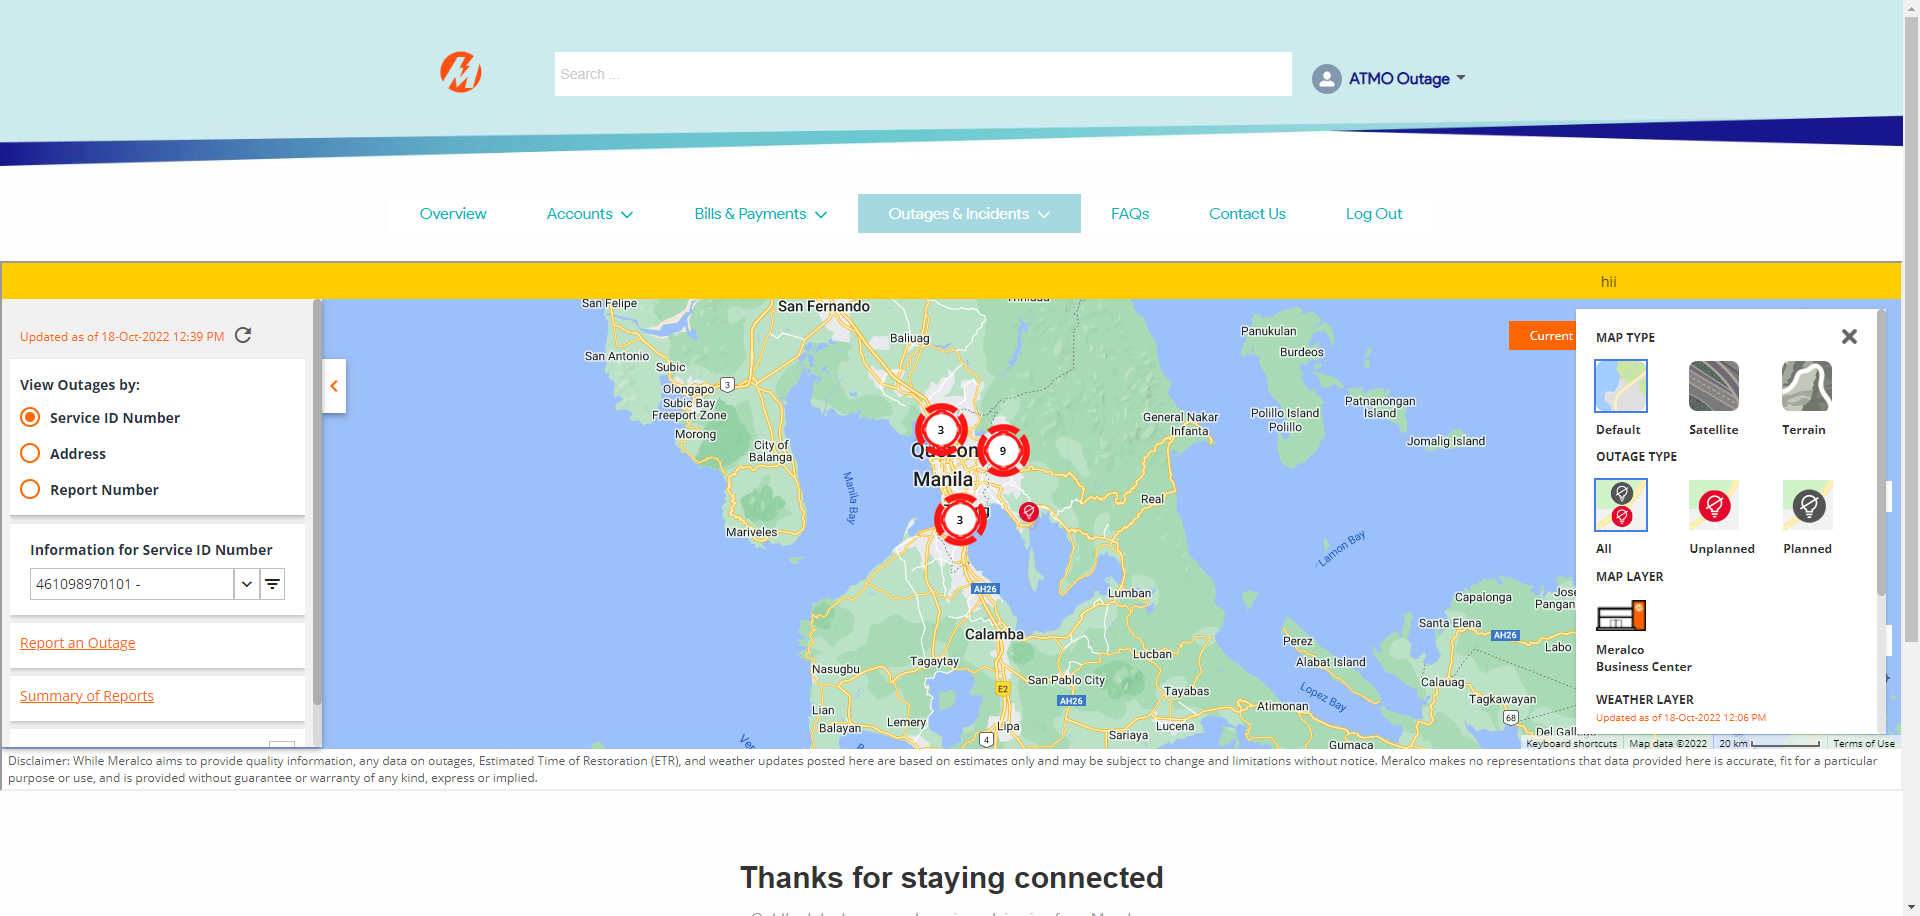 Search ...
ATMO Outage
Overview
Accounts
Bills & Payments
Outages & Incidents
FAQs
Contact Us
Log Out
hii
Updated as of 18-Oct-2022 12:39 PM
View Outages by:
Service ID Number
Address
Report Number
Information for Service ID Number
461098970101 -
Report an Outage
Summary of Reports
San Felipe
San Fernando
Baliuag
San Antonio
Subic
Olongapo
3
Subic Bay
Freeport Zone
Morong
City of
Balanga
Mariveles
Manila Bay
3
9
Manila
3
General Nakar
Infanta
Real
Panukulan
Burdeos
Polillo Island
Polillo
Patnanongan
Island
Jomalig Island
Lamon Bay
AH26
Lumban
Calamba
Tagaytay
Nasugbu
San Pablo City
AH26
E2
Lucban
Tayabas
Lian
Balayan
Lemery
4
Lipa
Lucena
Sariaya
Atimonan
Gumaca
Perez
Alabat Island
Lopez Bay
Calauag
Tagkawayan
68
Capalonga
Santa Elena
AH26
Labo
Current
MAP TYPE
Default
Satellite
Terrain
OUTAGE TYPE
All
Unplanned
Planned
MAP LAYER
Meralco
Business Center
WEATHER LAYER
Updated as of 18-Oct-2022 12:06 PM
Keyboard shortcuts
Map data ©2022
20 km
Terms of Use
Disclaimer: While Meralco aims to provide quality information, any data on outages, Estimated Time of Restoration (ETR), and weather updates posted here are based on estimates only and may be subject to change and limitations without notice. Meralco makes no representations that data provided here is accurate, fit for a particular
purpose or use, and is provided without guarantee or warranty of any kind, express or implied.
Thanks for staying connected